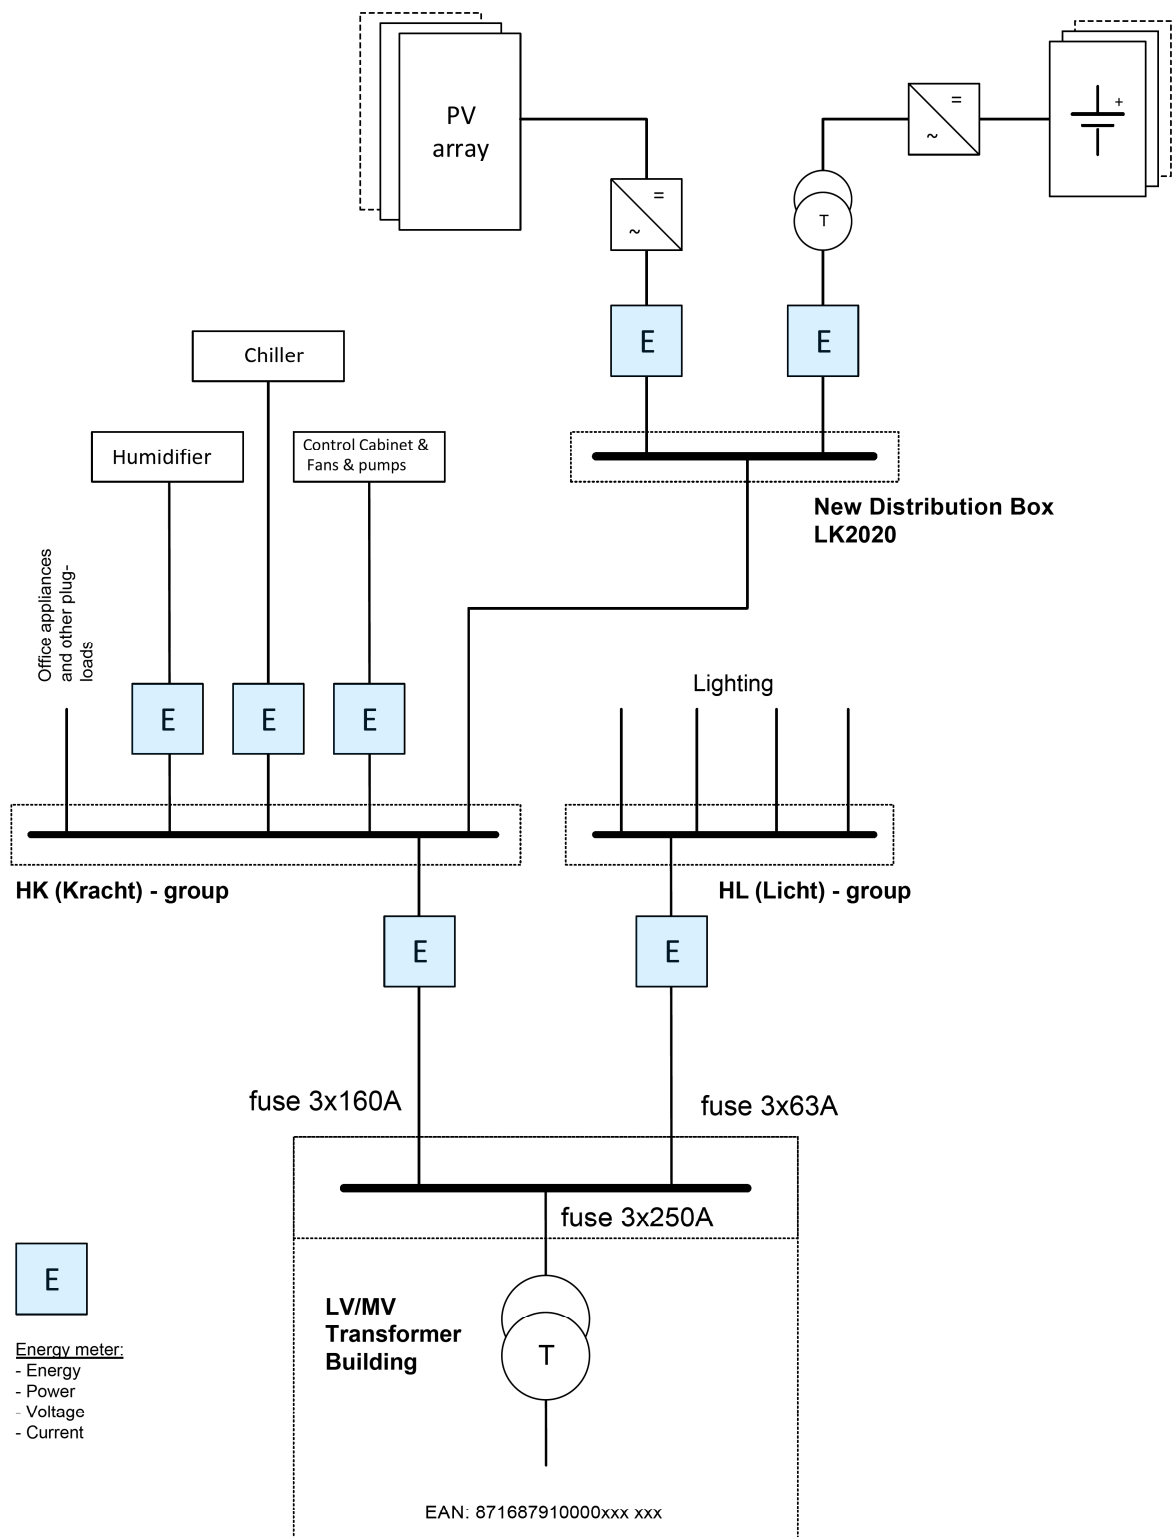 PV
array
=
~
=
~
+
T
E
E
Chiller
Humidifier
Control Cabinet &
Fans & pumps
New Distribution Box
LK2020
Office appliances
and other plug-
loads
E
E
E
Lighting
HK (Kracht) - group
HL (Licht) - group
E
E
fuse 3x160A
fuse 3x63A
fuse 3x250A
E
LV/MV
Transformer
Building
T
Energy meter:
- Energy
- Power
- Voltage
- Current
EAN: 871687910000xxx xxx